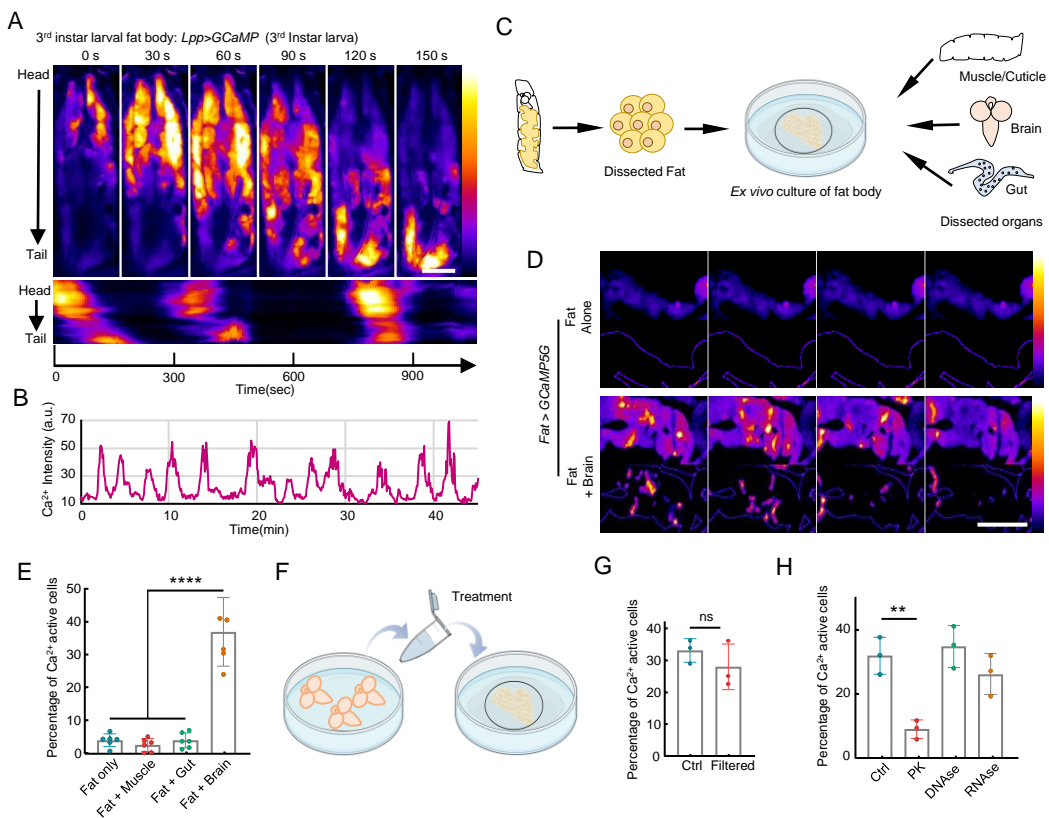 A
3rd instar larval fat body: Lpp>GCaMP (3rd Instar larva)
0 s 30 s 60 s 90 s 120 s 150 s
Head
Tail
Head
Tail
0 300 600 900
Time(sec)
B
Ca2+ Intensity (a.u.)
70
50
30
10
0 10 20 30 40
Time(min)
C
Dissected Fat
Ex vivo culture of fat body
Muscle/Cuticle
Brain
Gut
Dissected organs
D
Fat > GCaMP5G
Fat
Alone
Fat
+ Brain
E
Percentage of Ca2+ active cells
50
40
30
20
10
0
****
Fat only
Fat + Muscle
Fat + Gut
Fat + Brain
F
Treatment
G
Percentage of Ca2+ active cells
40
30
20
10
0
ns
Ctrl Filtered
H
Percentage of Ca2+ active cells
40
20
0
**
Ctrl
PK
DNAse
RNAse